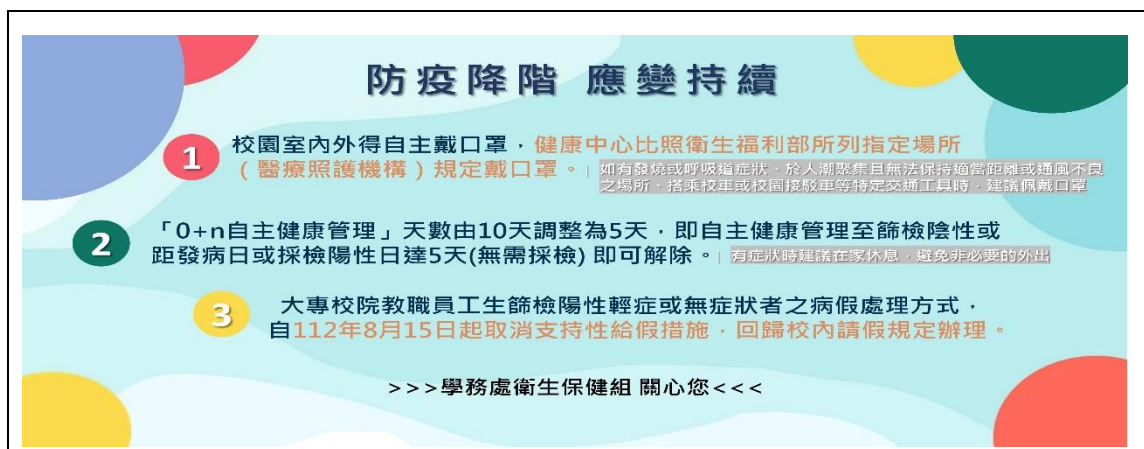 防疫降階 應變持續
1
校園室內外得自主戴口罩，健康中心比照衛生福利部所列指定場所
（醫療照護機構）規定戴口罩。| 如有發燒或呼吸道症狀、於人潮聚集且無法保持適當距離或通風不良
之場所、搭乘校車或校園接駁車等特定交通工具時，建議佩戴口罩
2
「0+n自主健康管理」天數由10天調整為5天，即自主健康管理至篩檢陰性或
距發病日或採檢陽性日達5天(無需採檢) 即可解除。| 有症狀時建議在家休息，避免非必要的外出
3
大專校院教職員工生篩檢陽性輕症或無症狀者之病假處理方式，
自112年8月15日起取消支持性給假措施，回歸校內請假規定辦理。
>>>學務處衛生保健組 關心您<<<